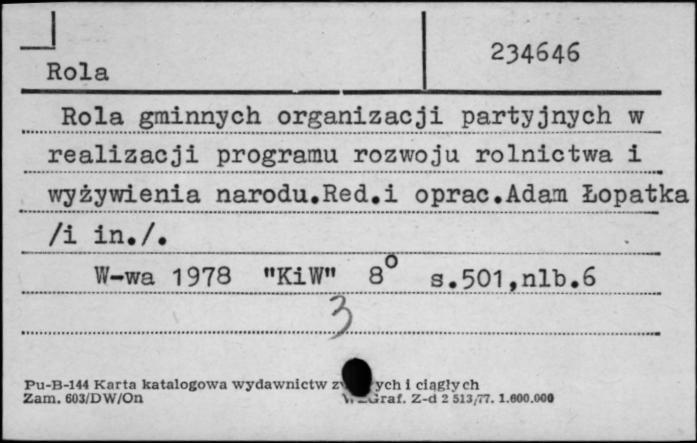 234646
Rola
Rola gminnych organizacji partyjnych w
realizacji programu rozwoju rolnictwa i
wyżywienia narodu.Red.i oprac.Adam Łopatka
/i in./.
W-wa 1978 "KiW" 8° s.501,nlb.6
3
Pu-B-144 Karta katalogowa wydawnictw i ciągłych
Zam. 603/DW/On Z-d 2 513/77. 1.600.000